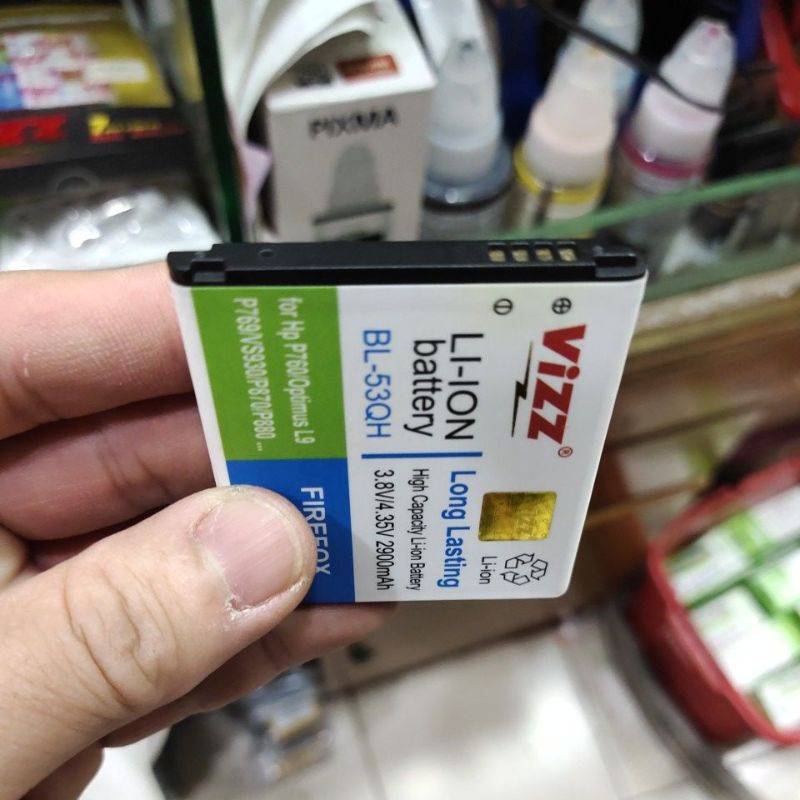 PIXMA
Vizz®
LI-ION
battery
BL-53QH
Long Lasting
High Capacity Li-ion Battery
3.8V/4.35V 2900mAh
Li-ion
for Hp P760/Optimus L9
P769/VS930/P870/P880 ...
FIREFOX